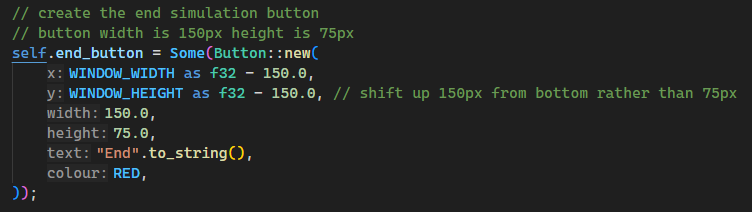 // create the end simulation button
// button width is 150px height is 75px
self.end_button = Some(Button::new(
    x: WINDOW_WIDTH as f32 - 150.0,
    y: WINDOW_HEIGHT as f32 - 150.0, // shift up 150px from bottom rather than 75px
    width: 150.0,
    height: 75.0,
    text: "End".to_string(),
    colour: RED,
));